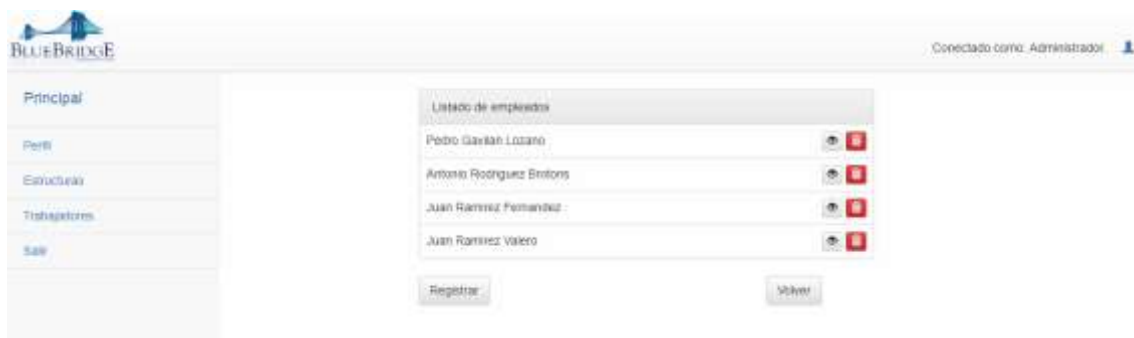 BLUEBRIDGE
Conectado como: Administrador
Principal
Perfil
Estructuras
Trabajadores
Salir
Listado de empleados
Pedro Gavilan Lozano
Antonio Rodriguez Brotons
Juan Ramirez Fernandez
Juan Ramirez Valero
Registrar
Volver